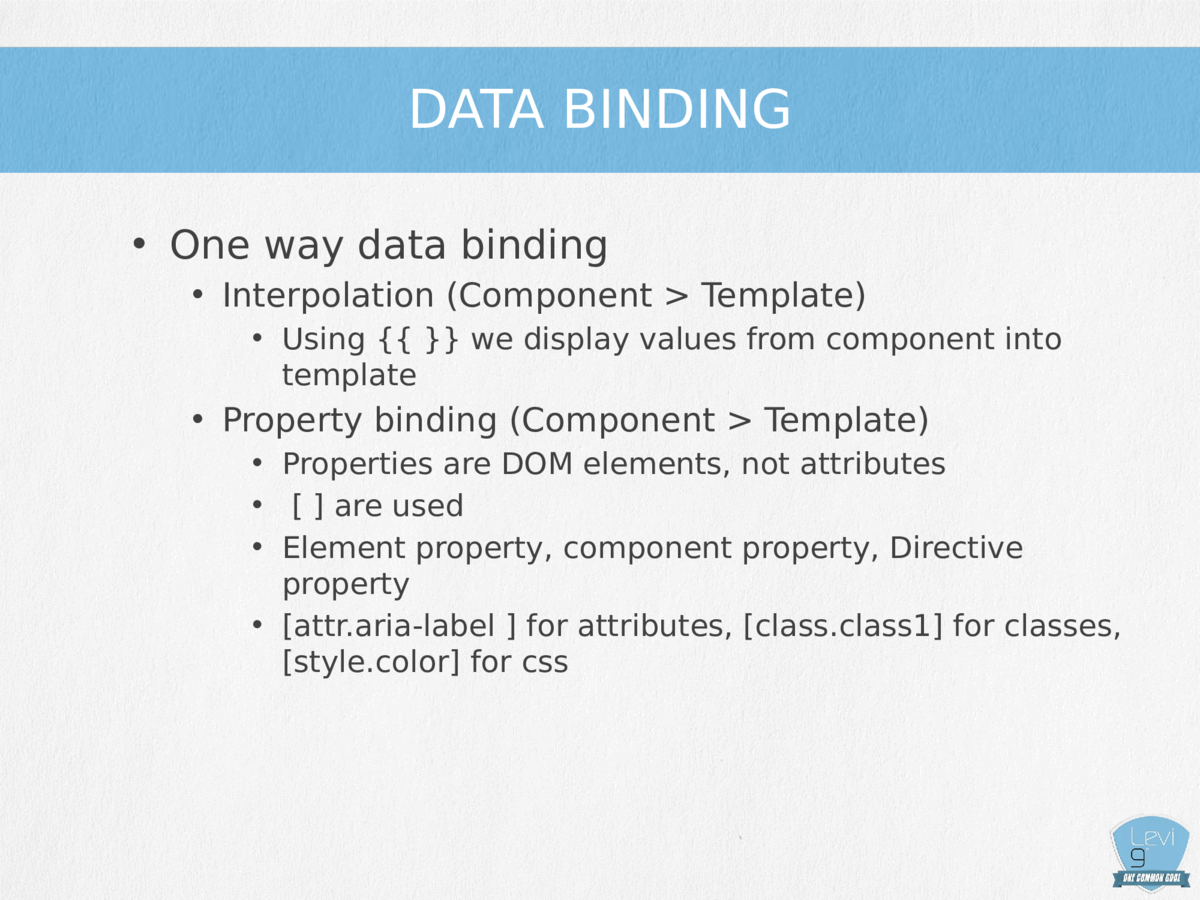 DATA BINDING
• One way data binding
• Interpolation (Component > Template)
• Using {{ }} we display values from component into
template
• Property binding (Component > Template)
• Properties are DOM elements, not attributes
• [ ] are used
• Element property, component property, Directive
property
• [attr.aria-label ] for attributes, [class.class1] for classes,
[style.color] for css
Levi
9
ONE COMMON GOAL